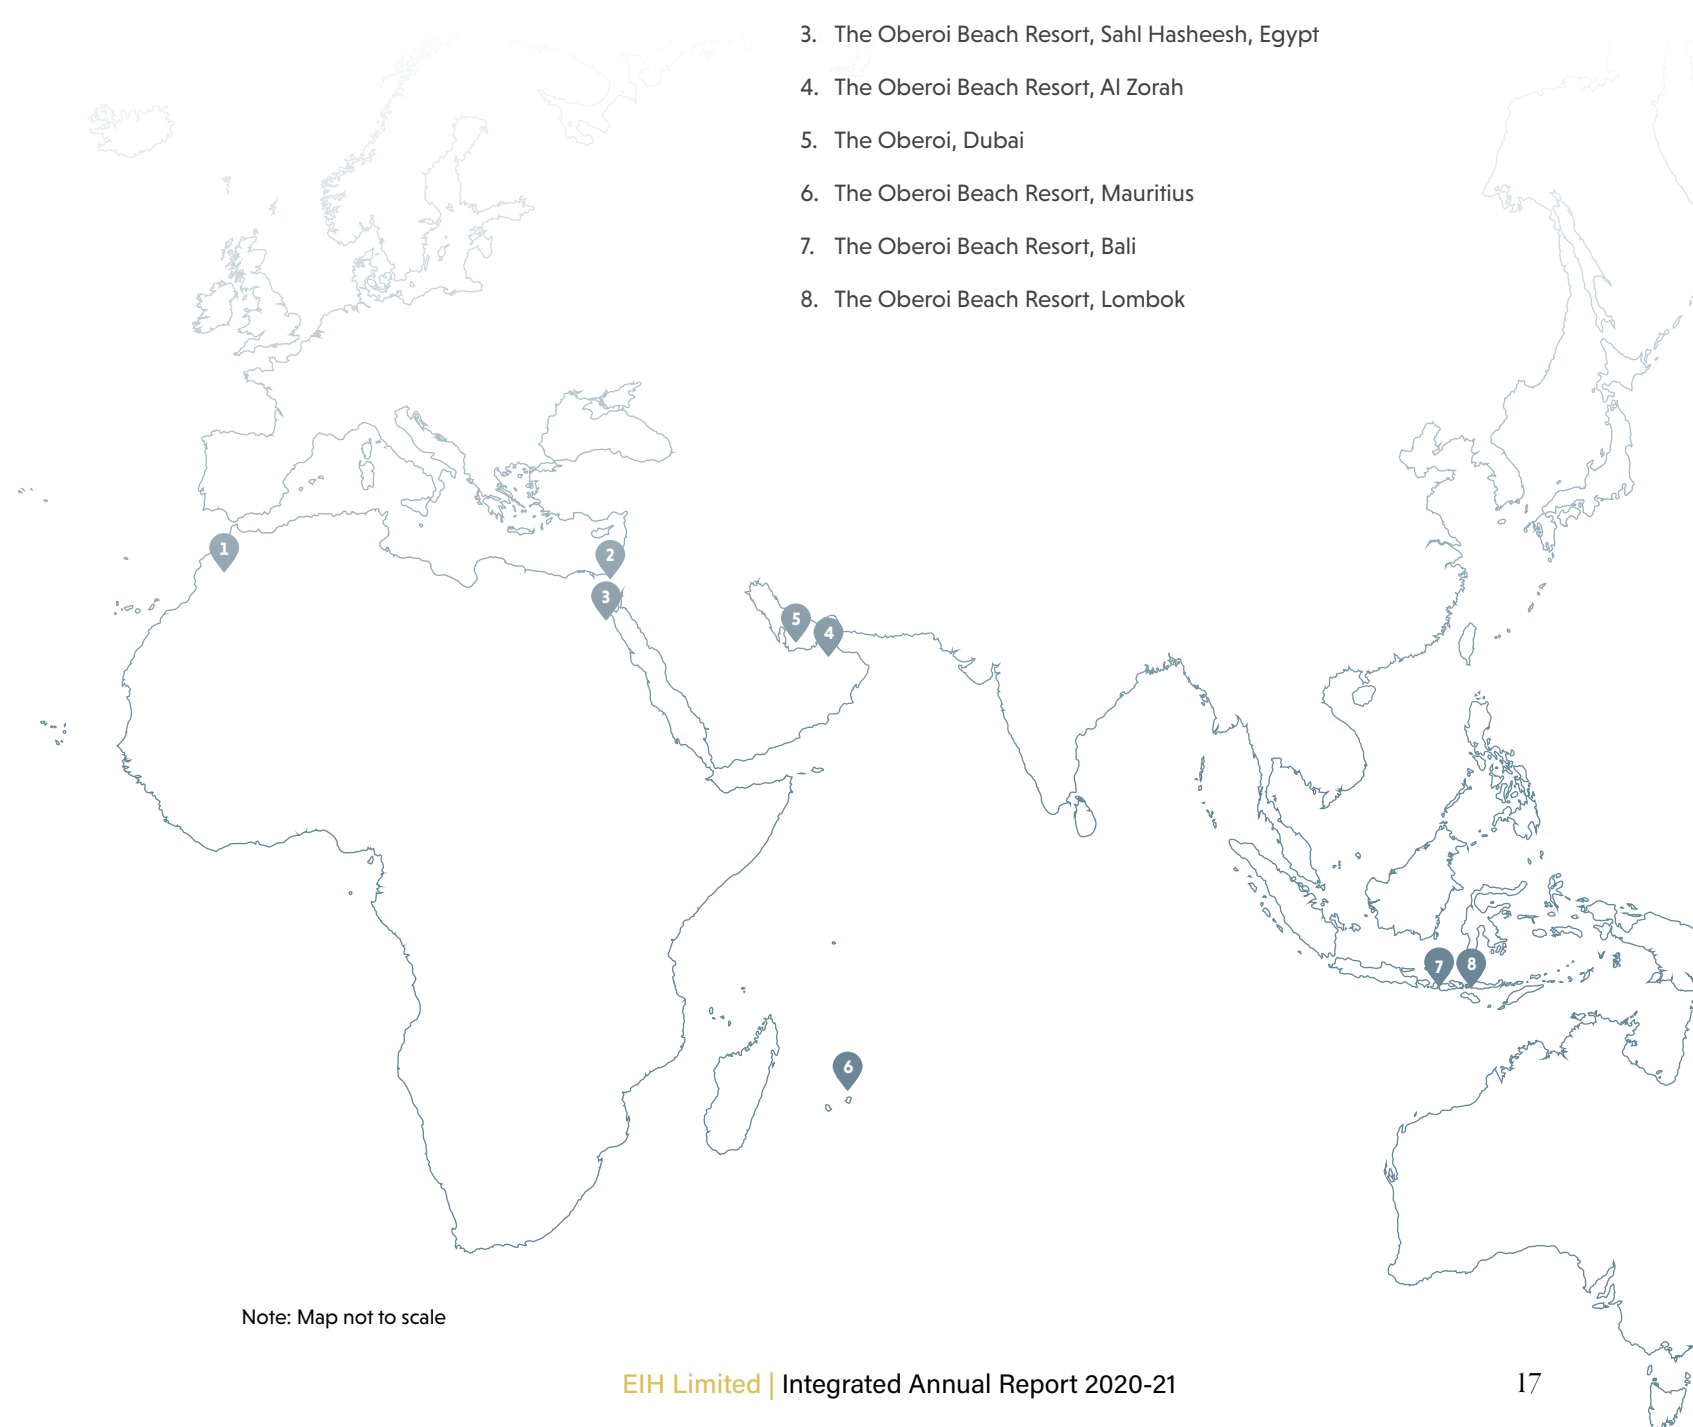 3. The Oberoi Beach Resort, Sahl Hasheesh, Egypt
4. The Oberoi Beach Resort, Al Zorah
5. The Oberoi, Dubai
6. The Oberoi Beach Resort, Mauritius
7. The Oberoi Beach Resort, Bali
8. The Oberoi Beach Resort, Lombok
1
2
3
5
4
7
8
6
Note: Map not to scale
EIH Limited | Integrated Annual Report 2020-21
17